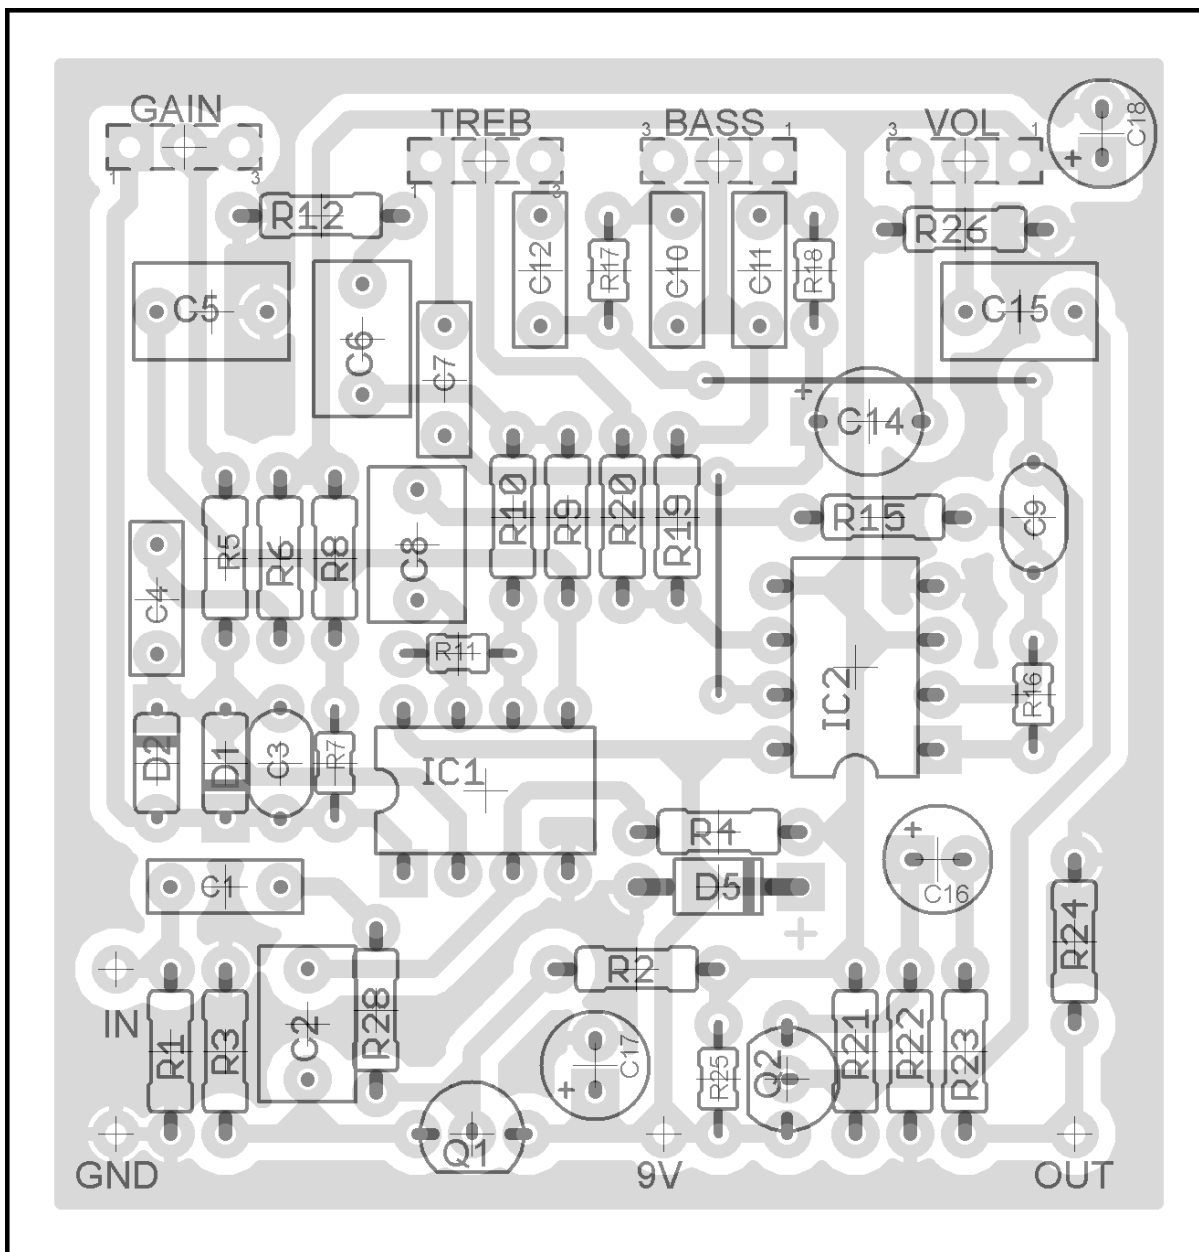 GAIN TREB BASS VOL C18
3 1 3 1 +
1 3 1 3
R12 R26
C12 R17 C10 C11 R18
C5 C6 C7 C15
+ C14
R5 R6 R8 C8 R10 R9 R20 R19 R15 C9
C4
R11
IC2 R16
D2 D1 C3 R7 IC1
R4 +
C1 D5 C16
+
R2 R24
IN
R1 R3 C2 R28 + C17 R25 Q2 R21 R22 R23
Q1
GND 9V OUT